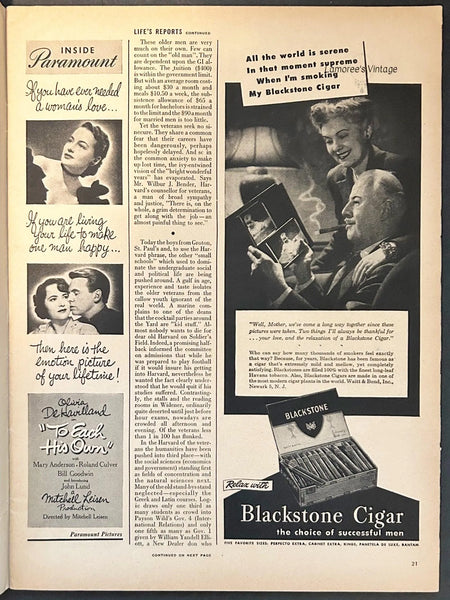 INSIDE
Paramount
If you have ever needed
a woman's love...
If you are living
your life to make
one man happy...
Then here is the
emotion picture
of your lifetime!
Olivia
De Havilland
"To Each
His Own"
with
Mary Anderson · Roland Culver
Bill Goodwin
and Introducing
John Lund
A
Mitchell Leisen
Production
Directed by Mitchell Leisen
Paramount Pictures
LIFE'S REPORTS CONTINUED
These older men are very
much on their own. Few can
count on the "old man". They
are dependent upon the GI al-
lowance. The tuition ($400)
is within the government limit.
But with an average room cost-
ing about $30 a month and
meals $10.50 a week, the sub-
sistence allowance of $65 a
month for bachelors is strained
to the limit and the $90 a month
for married men is too little.
Yet the veterans seek no si-
necures. They share a common
fear that their careers have
been dangerously, perhaps
hopelessly delayed. And so
in the common anxiety to make
up lost time, the ivy-entwined
vision of the "bright wonderful
years" has evaporated. Says
Mr. Wilbur J. Bender, Har-
vard's counsellor for veterans,
a man of broad sympathy
and justice, "There is, on the
whole, a grim determination to
get along with the job—an
almost painful thing to see."
•
Today the boys from Groton,
St. Paul's and, to use the Har-
vard phrase, the other "small
schools" which used to domi-
nate the undergraduate social
and political life are being
pushed around. A gulf in age,
experience and taste isolates
the older veterans from the
callow youth ignorant of the
real world. A marine com-
plains to one of the deans
that the cocktail parties around
the Yard are "kid stuff." Al-
most nobody wants to die for
dear old Harvard on Soldier's
Field. Indeed, a promising half-
back informed the committee
on admissions that while he
was prepared to play football
if it would insure his getting
into Harvard, nevertheless he
wanted the fact clearly under-
stood that he would quit if his
studies suffered. Contrasting-
ly, the stalls and the reading
rooms in Widener, ordinarily
quite deserted until just before
hour exams, nowadays are
crowded all afternoon and
evening. Of the veterans less
than 1 in 100 has flunked.
In the Harvard of the veter-
ans the humanities have been
pushed into third place—with
the social sciences (economics
and government) standing first
as fields of concentration and
the natural sciences next.
Many of the old stand-bys stand
neglected—especially the
Greek and Latin courses. Log-
ic draws only one third as
many students as crowd into
Payson Wild's Gov. 4 (Inter-
national Relations) and only
one fifth as many as Gov. 1
given by William Yandell Elli-
ott, a New Dealer don who
CONTINUED ON NEXT PAGE
All the world is serene
In that moment supreme
When I'm smoking
My Blackstone Cigar
Lamoree's Vintage
"Well, Mother, we've come a long way together since these
pictures were taken. Two things I'll always be thankful for
...your love, and the relaxation of a Blackstone Cigar."
Who can say how many thousands of smokers feel exactly
that way? Because, for years, Blackstone has been famous as
a cigar that's extremely mild and mellow, yet completely
satisfying. Blackstones are filled 100% with the finest long-leaf
Havana tobacco. Also, Blackstone Cigars are made in one of
the most modern cigar plants in the world. Waitt & Bond, Inc.,
Newark 5, N. J.
BLACKSTONE
Relax with
Blackstone Cigar
the choice of successful men
FIVE FAVORITE SIZES: PERFECTO EXTRA, CABINET EXTRA, KINGS, PANETELA DE LUXE, BANTAM
21